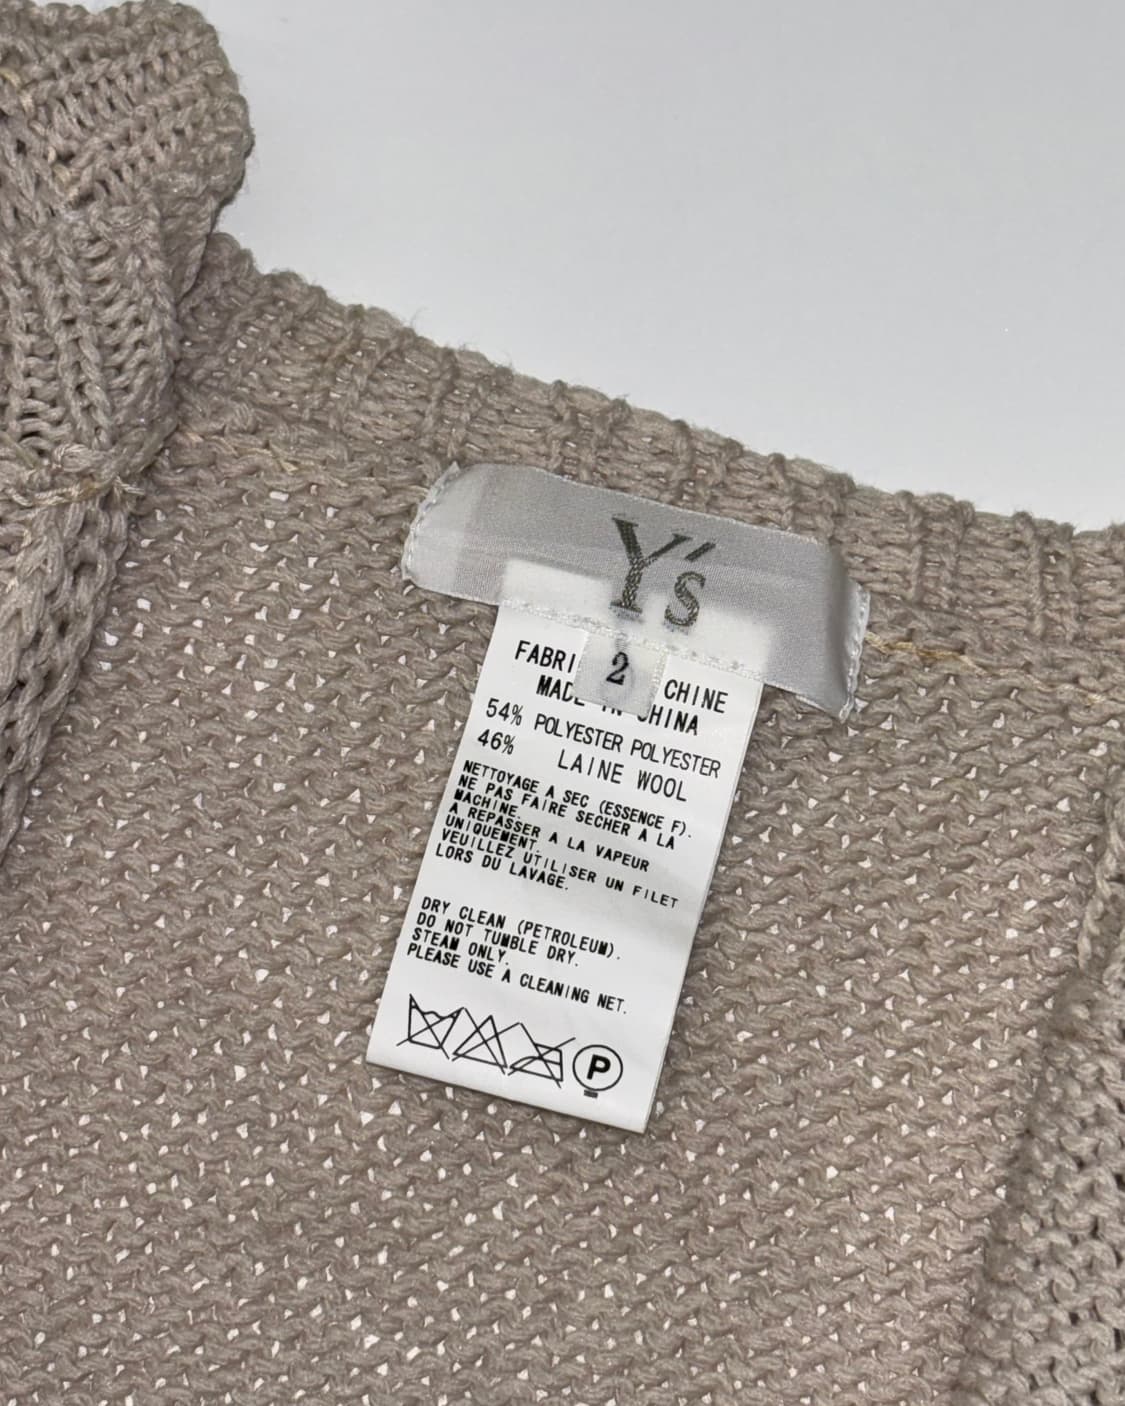 Y's
2
FABRI CHINE
MADE IN CHINA
54% POLYESTER POLYESTER
46% LAINE WOOL
NETTOYAGE A SEC (ESSENCE F).
NE PAS FAIRE SECHER A LA
MACHINE.
A REPASSER A LA VAPEUR
UNIQUEMENT.
VEUILLEZ UTILISER UN FILET
LORS DU LAVAGE.
DRY CLEAN (PETROLEUM).
DO NOT TUMBLE DRY.
STEAM ONLY.
PLEASE USE A CLEANING NET.
P